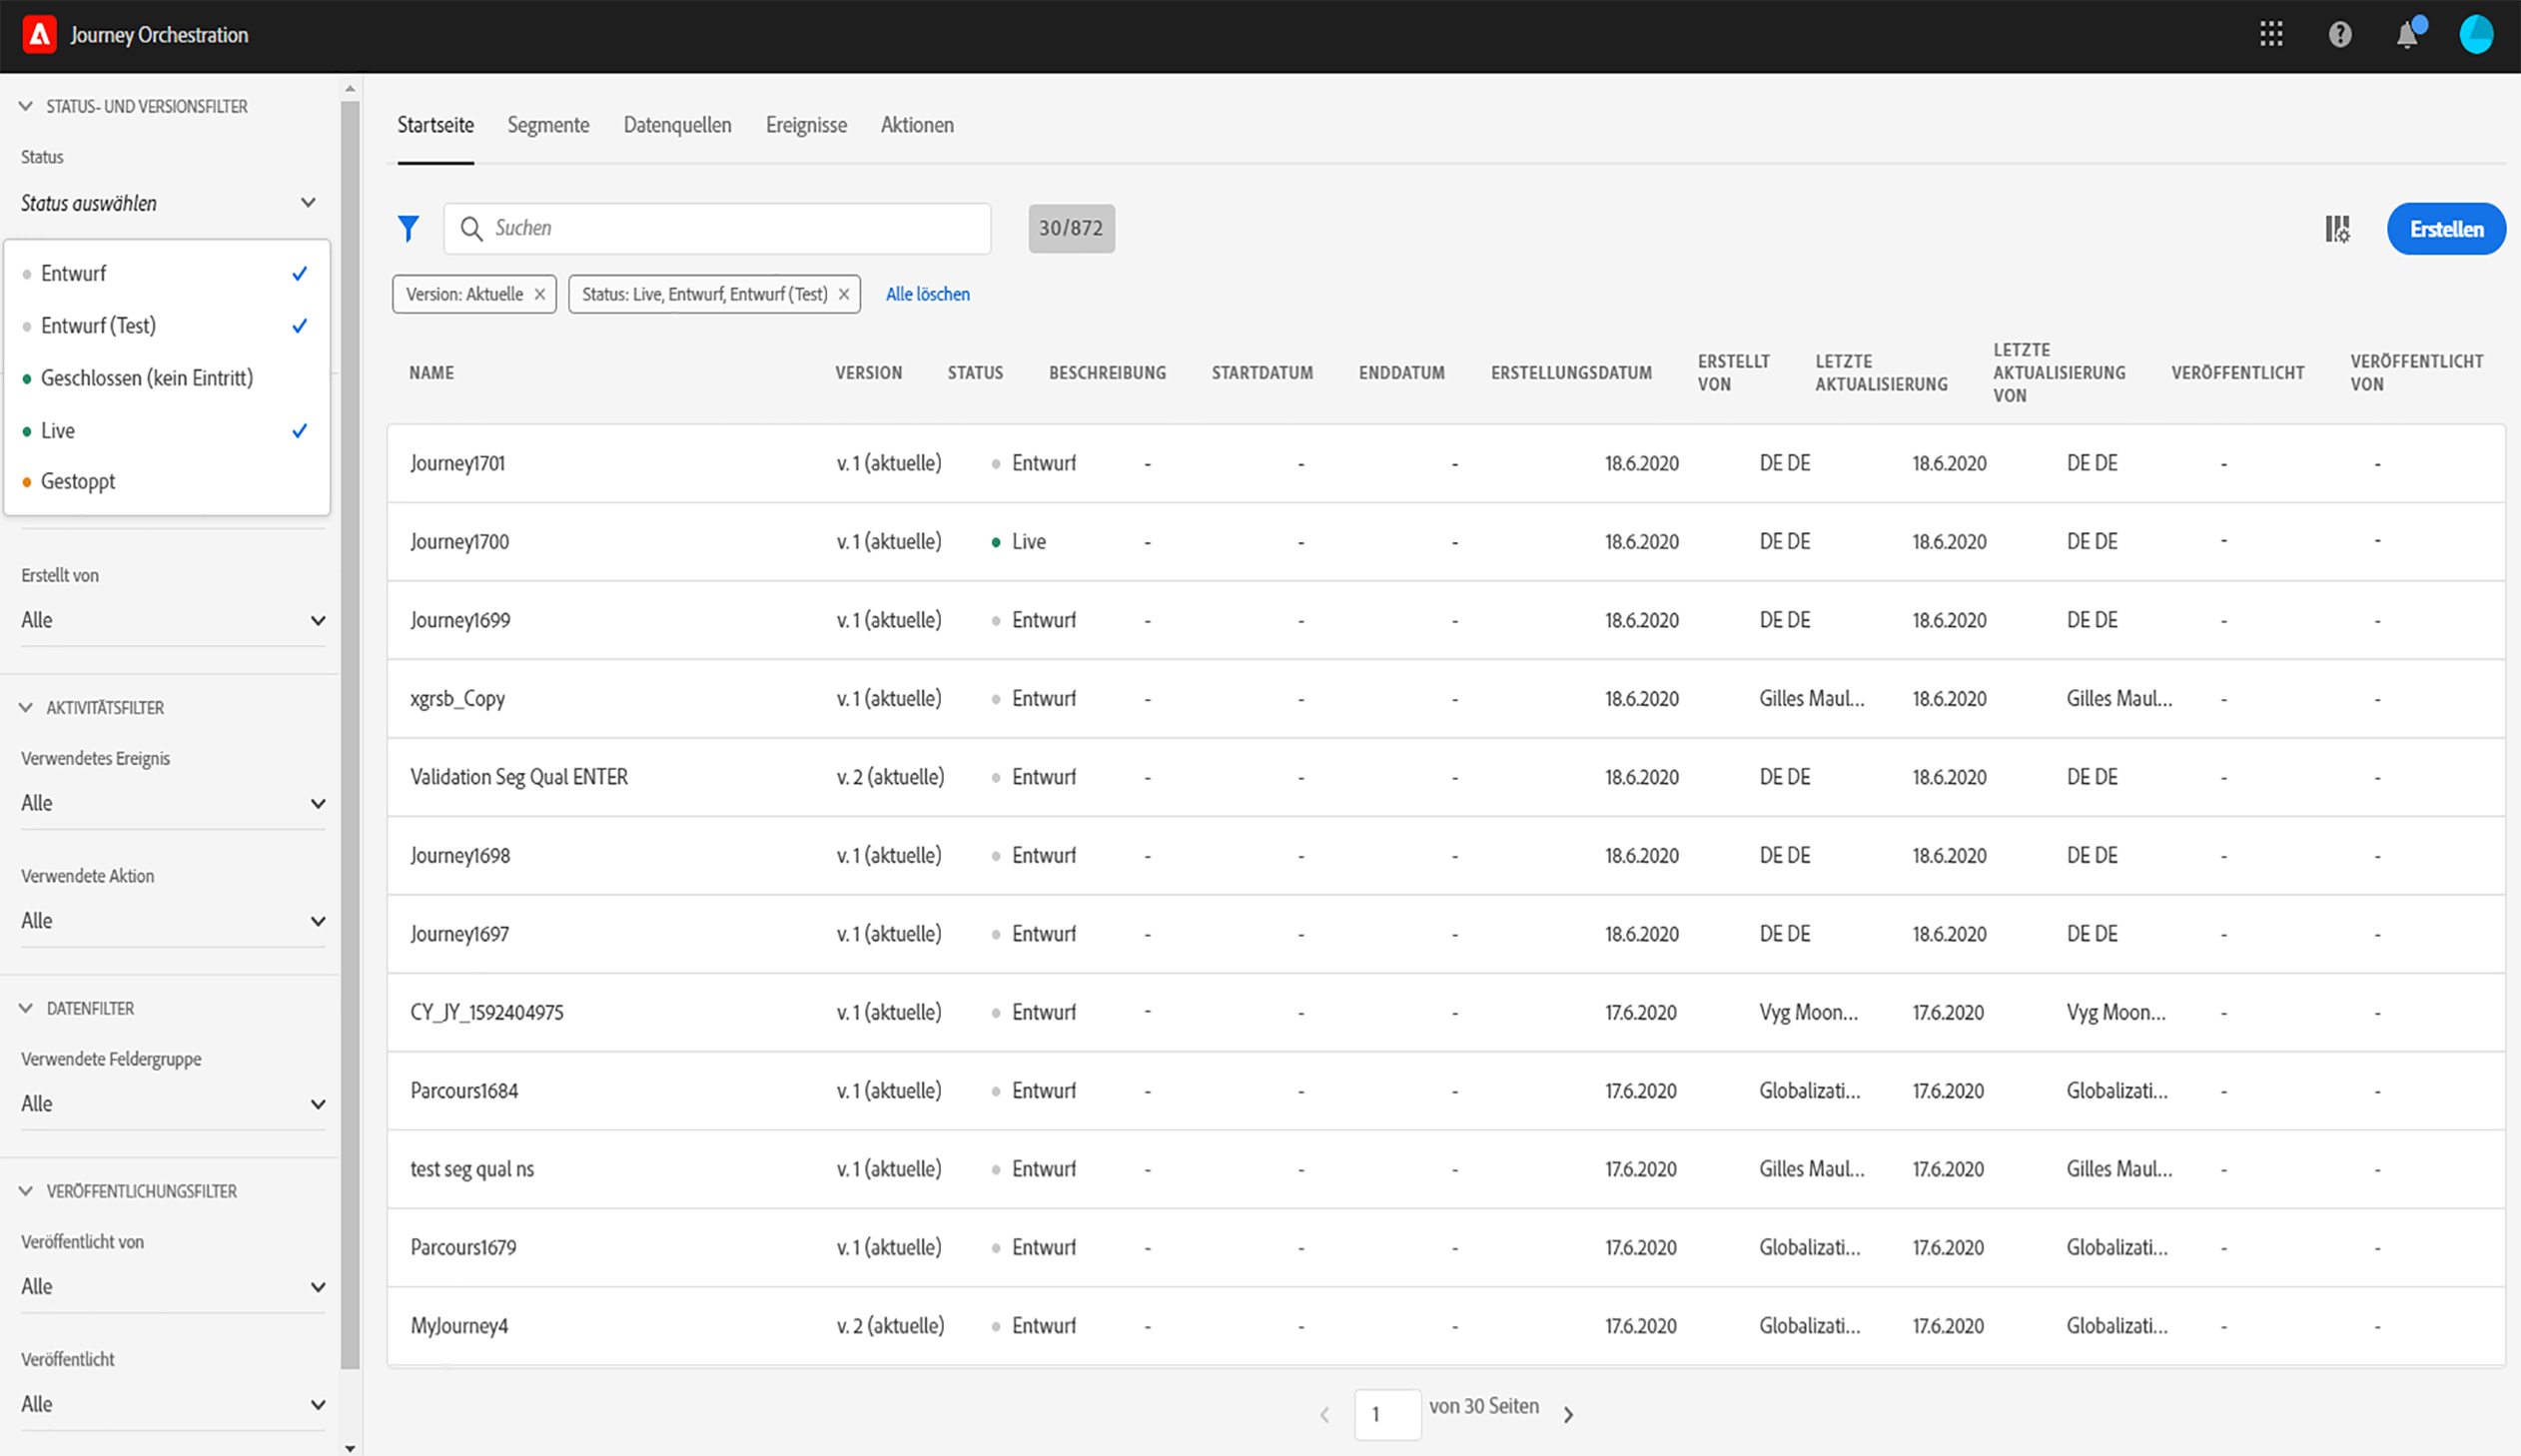 Journey Orchestration
STATUS- UND VERSIONSFILTER
Status
Status auswählen
Entwurf
Entwurf (Test)
Geschlossen (kein Eintritt)
Live
Gestoppt
Erstellt von
Alle
AKTIVITÄTSFILTER
Verwendetes Ereignis
Alle
Verwendete Aktion
Alle
DATENFILTER
Verwendete Feldergruppe
Alle
VERÖFFENTLICHUNGSFILTER
Veröffentlicht von
Alle
Veröffentlicht
Alle
Startseite Segmente Datenquellen Ereignisse Aktionen
Suchen 30/872 Erstellen
Version: Aktuelle Status: Live, Entwurf, Entwurf (Test) Alle löschen
NAME VERSION STATUS BESCHREIBUNG STARTDATUM ENDDATUM ERSTELLUNGSDATUM ERSTELLT VON LETZTE AKTUALISIERUNG LETZTE AKTUALISIERUNG VON VERÖFFENTLICHT VERÖFFENTLICHT VON
Journey1701 v. 1 (aktuelle) Entwurf - - - 18.6.2020 DE DE 18.6.2020 DE DE - -
Journey1700 v. 1 (aktuelle) Live - - - 18.6.2020 DE DE 18.6.2020 DE DE - -
Journey1699 v. 1 (aktuelle) Entwurf - - - 18.6.2020 DE DE 18.6.2020 DE DE - -
xgrsb_Copy v. 1 (aktuelle) Entwurf - - - 18.6.2020 Gilles Maul... 18.6.2020 Gilles Maul... - -
Validation Seg Qual ENTER v. 2 (aktuelle) Entwurf - - - 18.6.2020 DE DE 18.6.2020 DE DE - -
Journey1698 v. 1 (aktuelle) Entwurf - - - 18.6.2020 DE DE 18.6.2020 DE DE - -
Journey1697 v. 1 (aktuelle) Entwurf - - - 18.6.2020 DE DE 18.6.2020 DE DE - -
CY_JY_1592404975 v. 1 (aktuelle) Entwurf - - - 17.6.2020 Vyg Moon... 17.6.2020 Vyg Moon... - -
Parcours1684 v. 1 (aktuelle) Entwurf - - - 17.6.2020 Globalizati... 17.6.2020 Globalizati... - -
test seg qual ns v. 1 (aktuelle) Entwurf - - - 17.6.2020 Gilles Maul... 17.6.2020 Gilles Maul... - -
Parcours1679 v. 1 (aktuelle) Entwurf - - - 17.6.2020 Globalizati... 17.6.2020 Globalizati... - -
MyJourney4 v. 2 (aktuelle) Entwurf - - - 17.6.2020 Globalizati... 17.6.2020 Globalizati... - -
1 von 30 Seiten